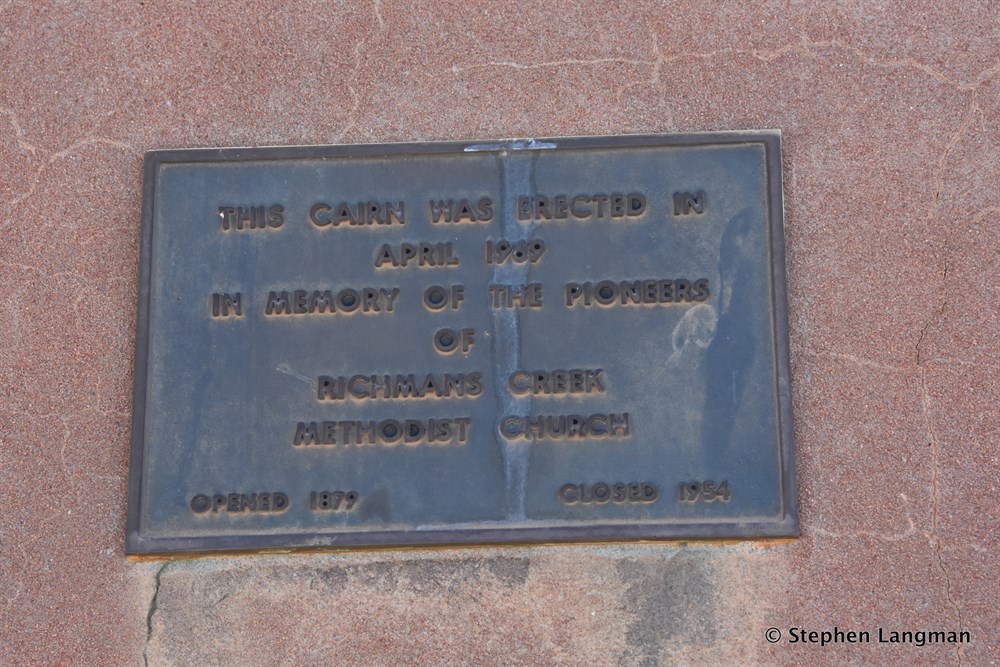 THIS CAIRN WAS ERECTED IN
APRIL 1969
IN MEMORY OF THE PIONEERS
OF
RICHMANS CREEK
METHODIST CHURCH
OPENED 1879 CLOSED 1954
© Stephen Langman